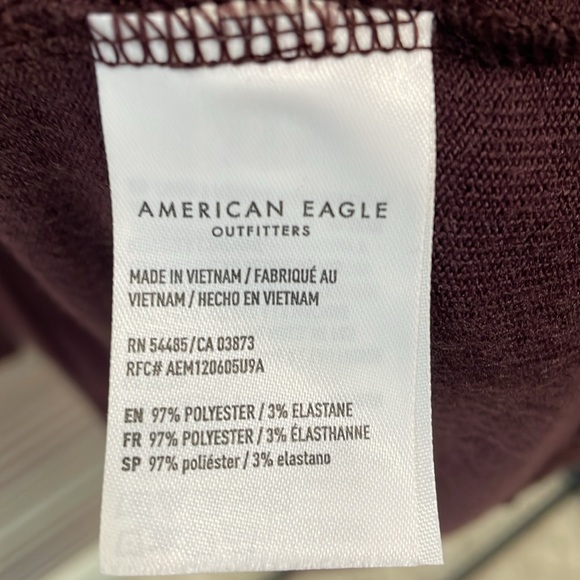 AMERICAN EAGLE
OUTFITTERS
MADE IN VIETNAM / FABRIQUÉ AU
VIETNAM / HECHO EN VIETNAM
RN 54485/CA 03873
RFC# AEM120605U9A
EN 97% POLYESTER / 3% ELASTANE
FR 97% POLYESTER / 3% ÉLASTHANNE
SP 97% poliéster / 3% elastano